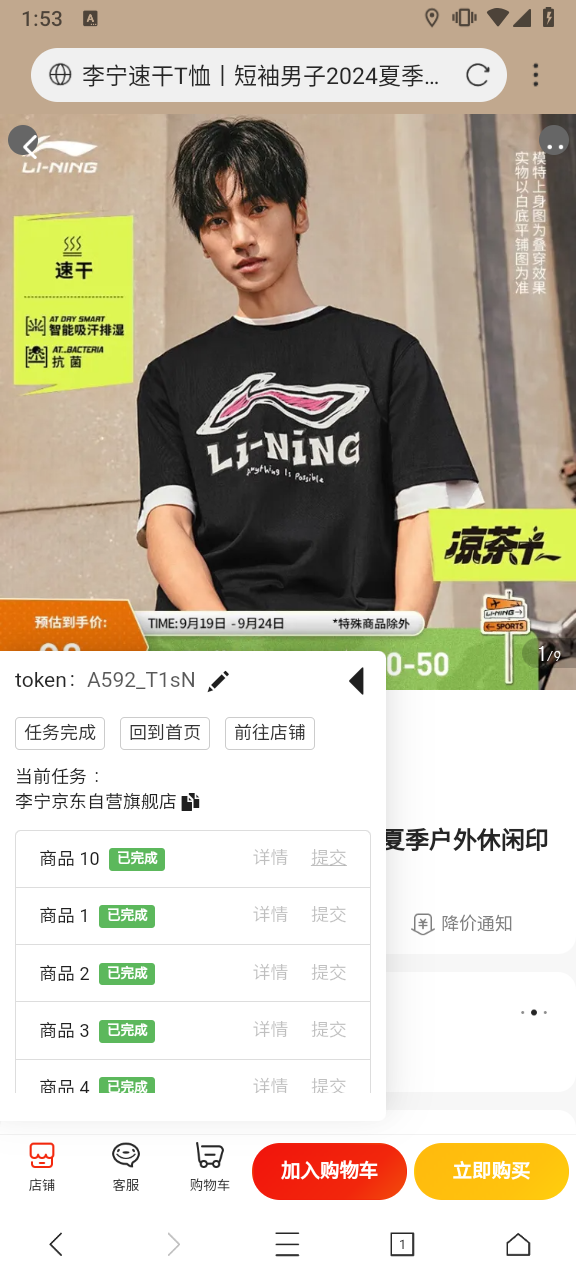 1:53
李宁速干T恤丨短袖男子2024夏季...
LI-NING
模特上身图为叠穿效果
实物以白底平铺图为准
速干
AT DRY SMART
智能吸汗排湿
AT..BACTERIA
抗菌
Li-NiNG
Anything Is Possible
凉茶
预估到手价:
TIME:9月19日 - 9月24日
*特殊商品除外
LI-NING
SPORTS
0-50
1/9
token: A592_T1sN
任务完成 回到首页 前往店铺
当前任务：
李宁京东自营旗舰店
夏季户外休闲印
商品 10 已完成 详情 提交
商品 1 已完成 详情 提交
降价通知
商品 2 已完成 详情 提交
商品 3 已完成 详情 提交
商品 4 已完成 详情 提交
店铺 客服 购物车 加入购物车 立即购买
1